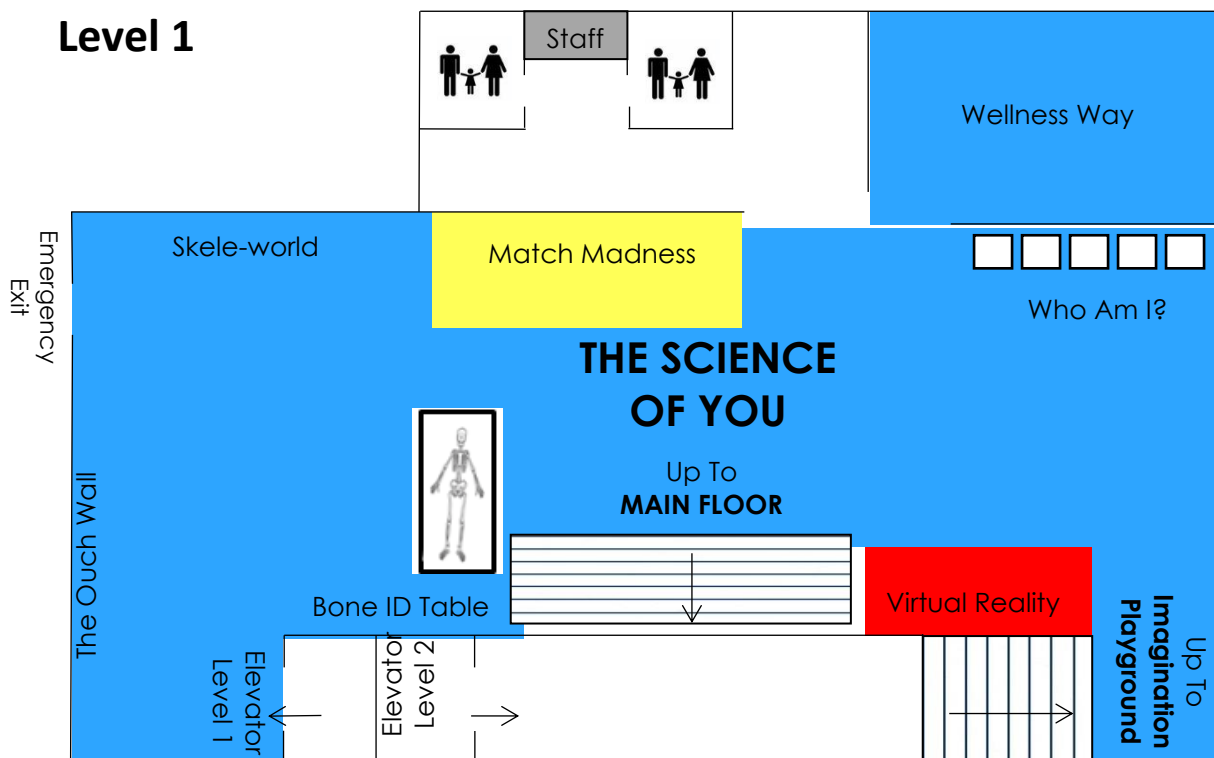 Level 1
Staff
Wellness Way
Skele-world
Match Madness
Emergency
Exit
Who Am I?
THE SCIENCE
OF YOU
Up To
MAIN FLOOR
The Ouch Wall
Bone ID Table
Virtual Reality
Elevator
Level 1
Elevator
Level 2
Up To
Imagination
Playground